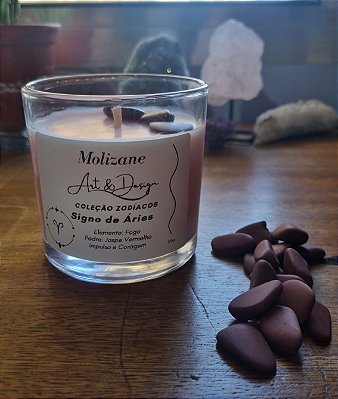 Molizane
Art & Design
COLEÇÃO ZODÍACOS
Signo de Áries
Elemento: Fogo
Pedra: Jaspe Vermelho
Impulso e Coragem